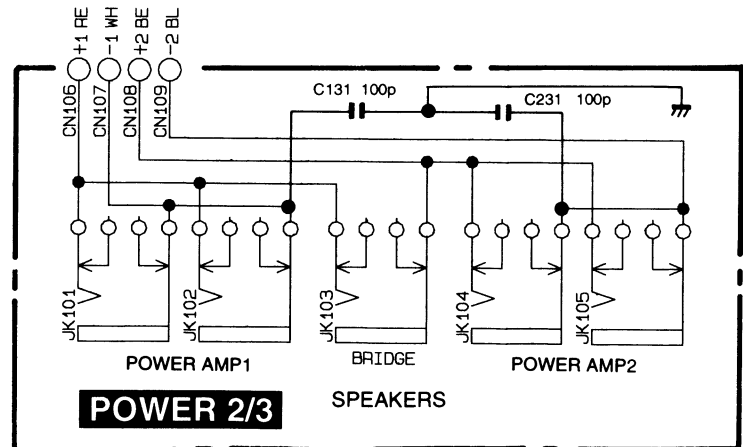 +1 RE
-1 WH
+2 BE
-2 BL
CN106
CN107
CN108
CN109
C131 100p
C231 100p
JK101
JK102
JK103
JK104
JK105
POWER AMP1
BRIDGE
POWER AMP2
POWER 2/3
SPEAKERS